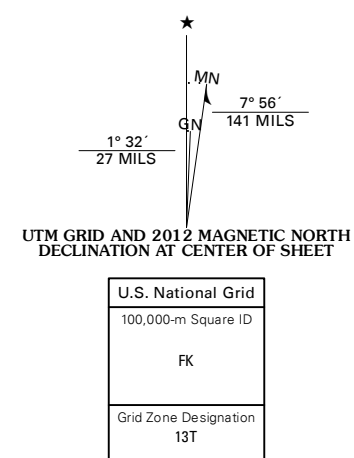 ★
MN
GN
7° 56´
141 MILS
1° 32´
27 MILS
UTM GRID AND 2012 MAGNETIC NORTH
DECLINATION AT CENTER OF SHEET
U.S. National Grid
100,000-m Square ID
FK
Grid Zone Designation
13T